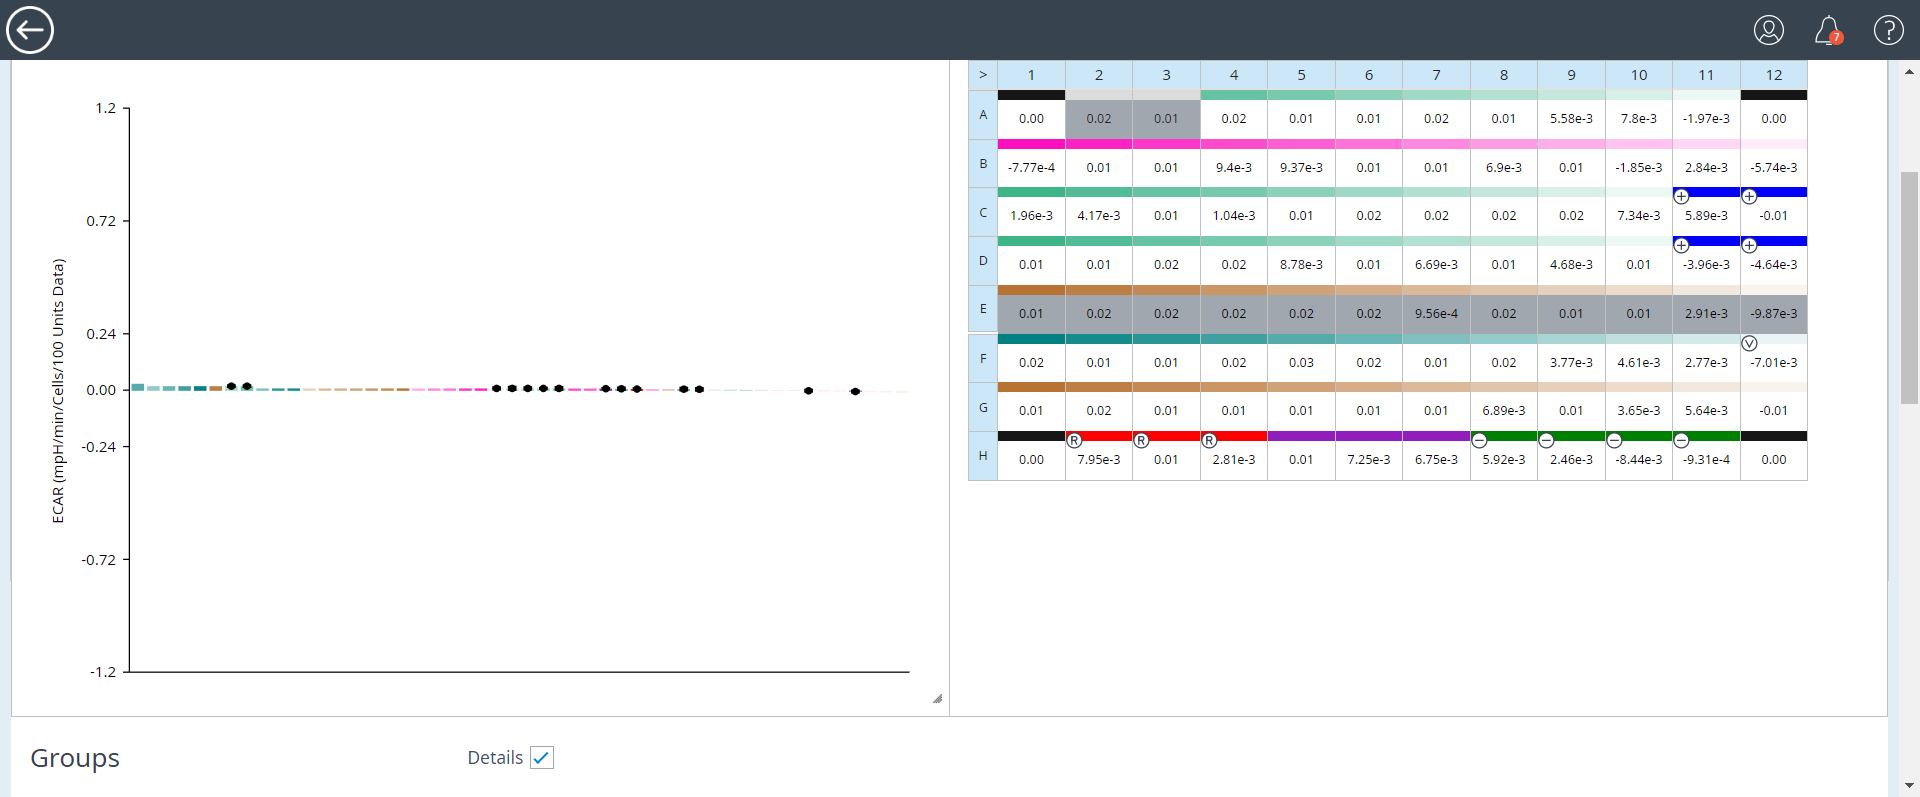 7 ?
1.2
0.72
0.24
0.00
-0.24
-0.72
-1.2
ECAR (mpH/min/Cells/100 Units Data)
> 1 2 3 4 5 6 7 8 9 10 11 12
A 0.00 0.02 0.01 0.02 0.01 0.01 0.02 0.01 5.58e-3 7.8e-3 -1.97e-3 0.00
B -7.77e-4 0.01 0.01 9.4e-3 9.37e-3 0.01 0.01 6.9e-3 0.01 -1.85e-3 2.84e-3 -5.74e-3
+ +
C 1.96e-3 4.17e-3 0.01 1.04e-3 0.01 0.02 0.02 0.02 0.02 7.34e-3 5.89e-3 -0.01
+ +
D 0.01 0.01 0.02 0.02 8.78e-3 0.01 6.69e-3 0.01 4.68e-3 0.01 -3.96e-3 -4.64e-3
E 0.01 0.02 0.02 0.02 0.02 0.02 9.56e-4 0.02 0.01 0.01 2.91e-3 -9.87e-3
V
F 0.02 0.01 0.01 0.02 0.03 0.02 0.01 0.02 3.77e-3 4.61e-3 2.77e-3 -7.01e-3
G 0.01 0.02 0.01 0.01 0.01 0.01 0.01 6.89e-3 0.01 3.65e-3 5.64e-3 -0.01
R R R − − − −
H 0.00 7.95e-3 0.01 2.81e-3 0.01 7.25e-3 6.75e-3 5.92e-3 2.46e-3 -8.44e-3 -9.31e-4 0.00
Groups Details